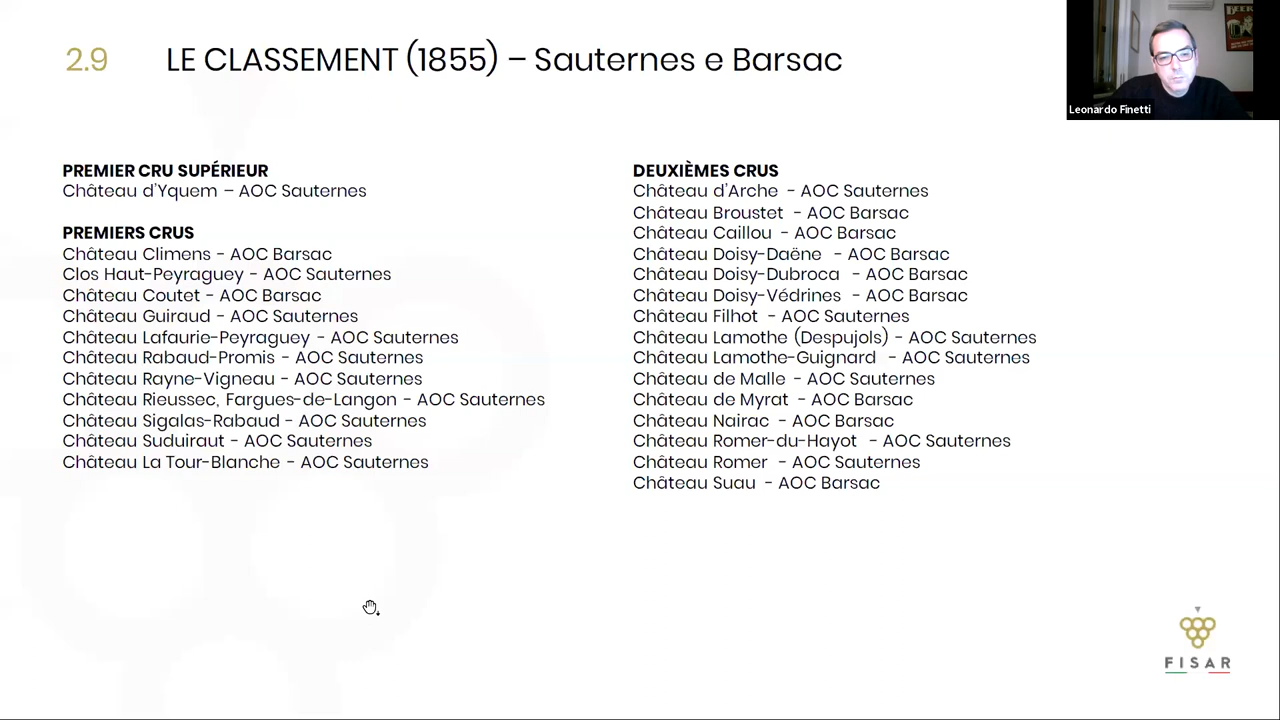 2.9 LE CLASSEMENT (1855) – Sauternes e Barsac
BEER
Leonardo Finetti
PREMIER CRU SUPÉRIEUR
Château d'Yquem – AOC Sauternes
PREMIERS CRUS
Château Climens - AOC Barsac
Clos Haut-Peyraguey - AOC Sauternes
Château Coutet - AOC Barsac
Château Guiraud - AOC Sauternes
Château Lafaurie-Peyraguey - AOC Sauternes
Château Rabaud-Promis - AOC Sauternes
Château Rayne-Vigneau - AOC Sauternes
Château Rieussec, Fargues-de-Langon - AOC Sauternes
Château Sigalas-Rabaud - AOC Sauternes
Château Suduiraut - AOC Sauternes
Château La Tour-Blanche - AOC Sauternes
DEUXIÈMES CRUS
Château d'Arche - AOC Sauternes
Château Broustet - AOC Barsac
Château Caillou - AOC Barsac
Château Doisy-Daëne - AOC Barsac
Château Doisy-Dubroca - AOC Barsac
Château Doisy-Védrines - AOC Barsac
Château Filhot - AOC Sauternes
Château Lamothe (Despujols) - AOC Sauternes
Château Lamothe-Guignard - AOC Sauternes
Château de Malle - AOC Sauternes
Château de Myrat - AOC Barsac
Château Nairac - AOC Barsac
Château Romer-du-Hayot - AOC Sauternes
Château Romer - AOC Sauternes
Château Suau - AOC Barsac
FISAR